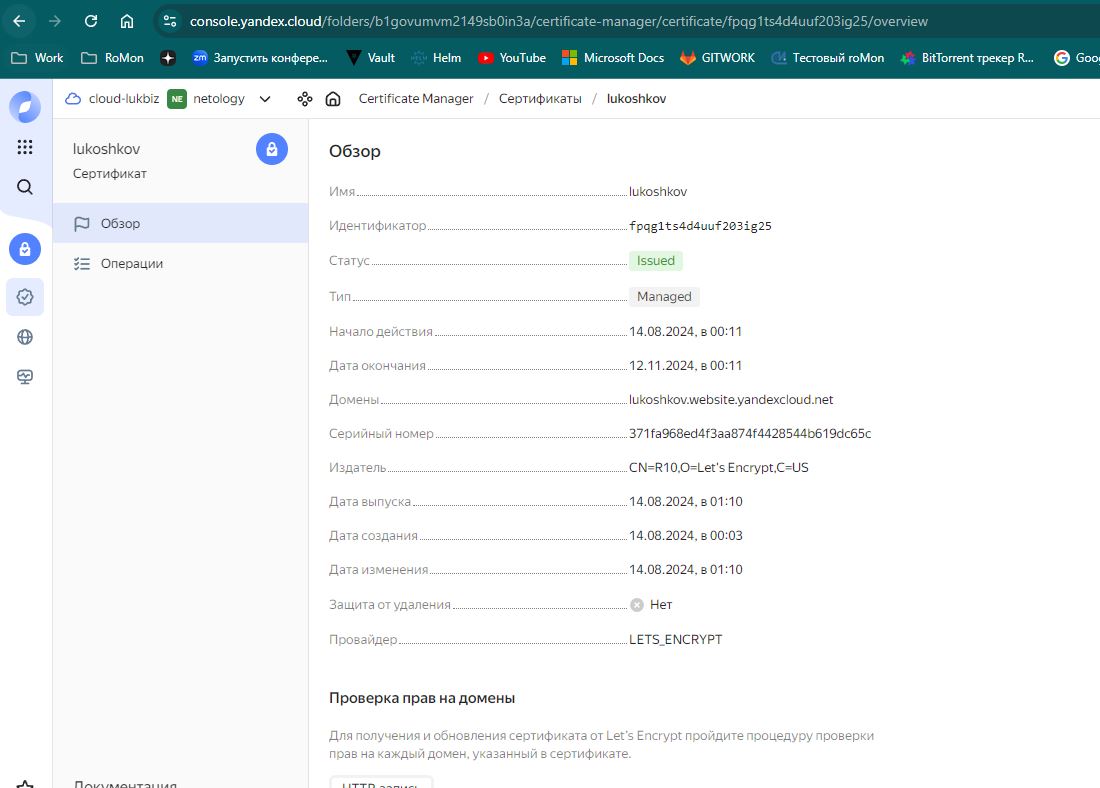 console.yandex.cloud/folders/b1govumvm2149sb0in3a/certificate-manager/certificate/fpqg1ts4d4uuf203ig25/overview
Work RoMon zm Запустить конфере... Vault Helm YouTube Microsoft Docs GITWORK Тестовый roMon BitTorrent трекер R... Goo
cloud-lukbiz NE netology Certificate Manager / Сертификаты / lukoshkov
lukoshkov
Сертификат
Обзор
Операции
Обзор
Имя lukoshkov
Идентификатор fpqg1ts4d4uuf203ig25
Статус Issued
Тип Managed
Начало действия 14.08.2024, в 00:11
Дата окончания 12.11.2024, в 00:11
Домены lukoshkov.website.yandexcloud.net
Серийный номер 371fa968ed4f3aa874f4428544b619dc65c
Издатель CN=R10,O=Let's Encrypt,C=US
Дата выпуска 14.08.2024, в 01:10
Дата создания 14.08.2024, в 00:03
Дата изменения 14.08.2024, в 01:10
Защита от удаления Нет
Провайдер LETS_ENCRYPT
Проверка прав на домены
Для получения и обновления сертификата от Let's Encrypt пройдите процедуру проверки
прав на каждый домен, указанный в сертификате.
HTTP-запись
Документация